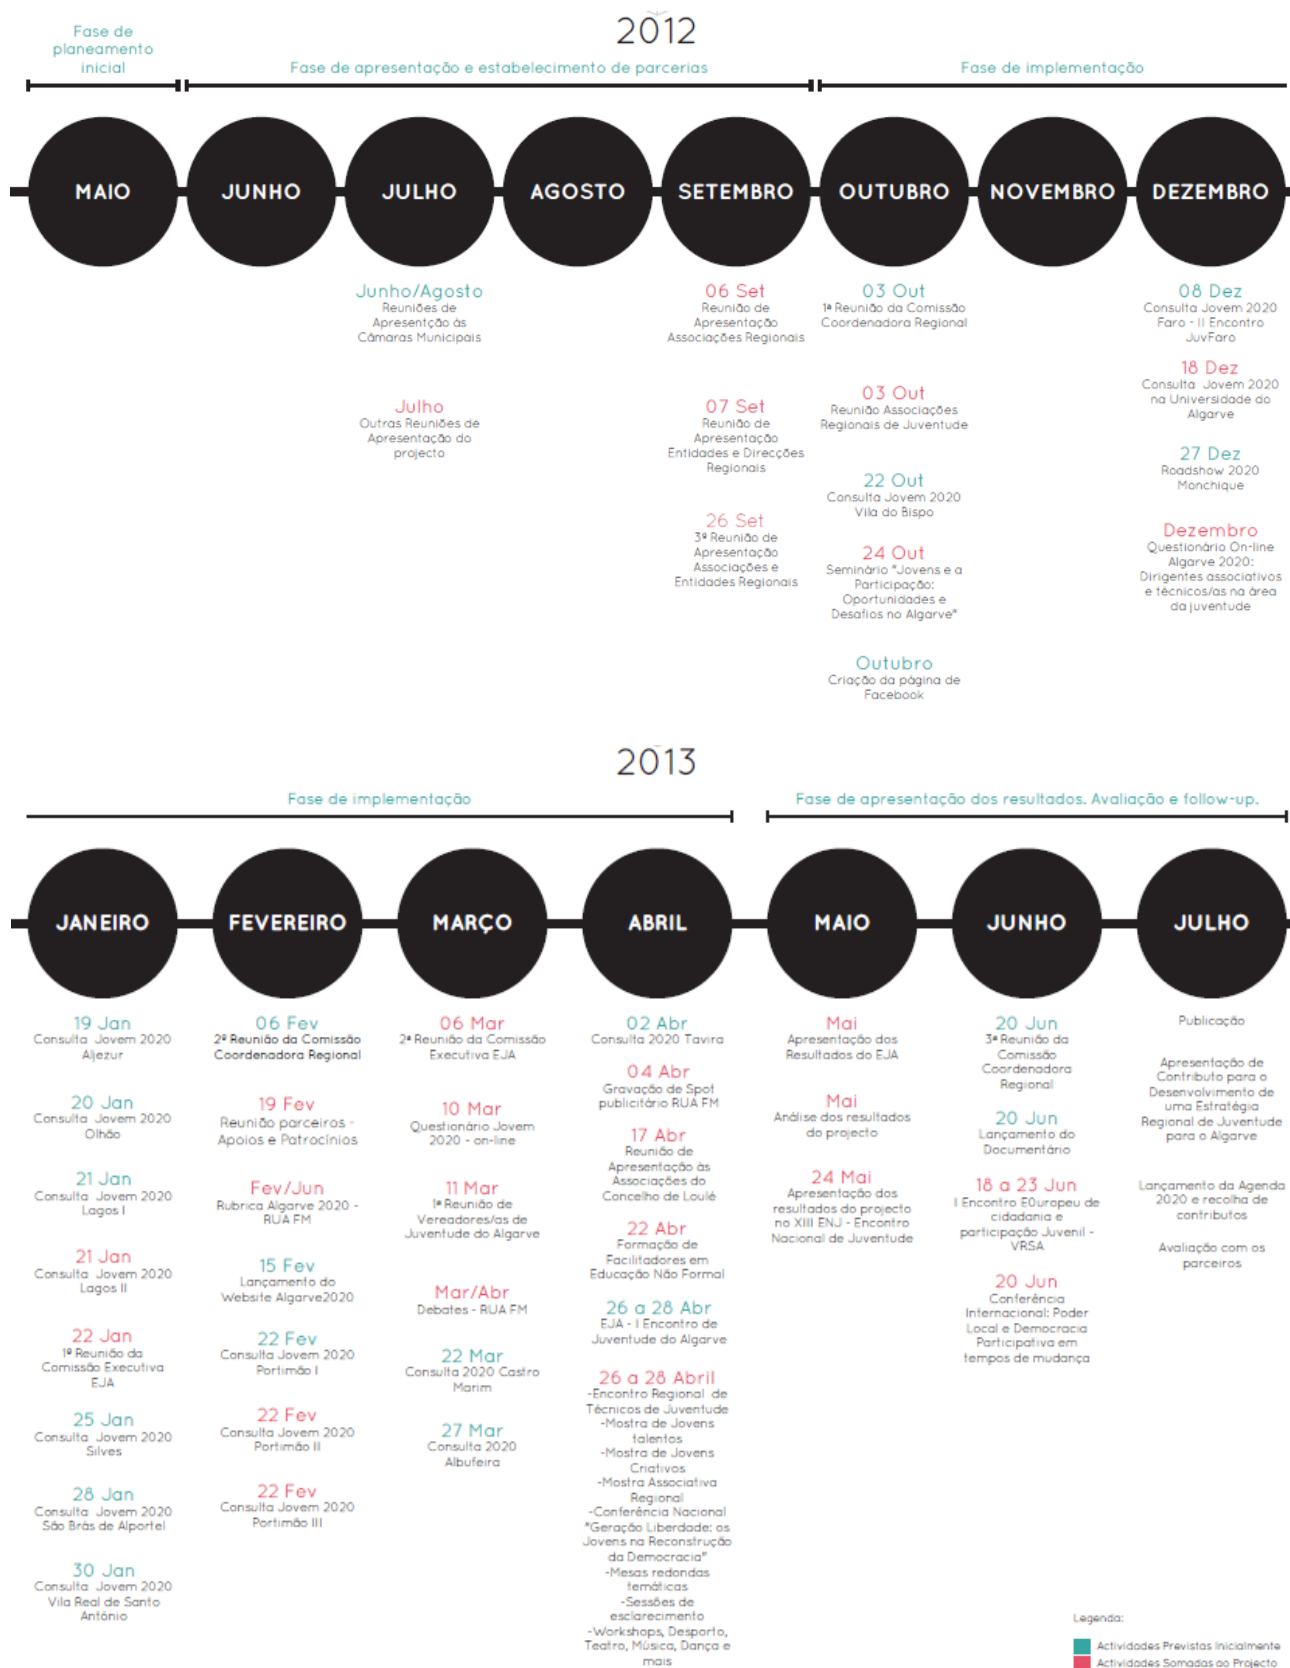 2012
Fase de
planeamento
inicial
Fase de apresentação e estabelecimento de parcerias
Fase de implementação
MAIO
JUNHO
JULHO
AGOSTO
SETEMBRO
OUTUBRO
NOVEMBRO
DEZEMBRO
Junho/Agosto
Reuniões de
Apresentção às
Câmaras Municipais
Julho
Outras Reuniões de
Apresentação do
projecto
06 Set
Reunião de
Apresentação
Associações Regionais
07 Set
Reunião de
Apresentação
Entidades e Direcções
Regionais
26 Set
3ª Reunião de
Apresentação
Associações e
Entidades Regionais
03 Out
1ª Reunião da Comissão
Coordenadora Regional
03 Out
Reunião Associações
Regionais de Juventude
22 Out
Consulta Jovem 2020
Vila do Bispo
24 Out
Seminário "Jovens e a
Participação:
Oportunidades e
Desafios no Algarve"
Outubro
Criação da página de
Facebook
08 Dez
Consulta Jovem 2020
Faro - II Encontro
JuvFaro
18 Dez
Consulta Jovem 2020
na Universidade do
Algarve
27 Dez
Roadshow 2020
Monchique
Dezembro
Questionário On-line
Algarve 2020:
Dirigentes associativos
e técnicos/as na área
da juventude
2013
Fase de implementação
Fase de apresentação dos resultados. Avaliação e follow-up.
JANEIRO
FEVEREIRO
MARÇO
ABRIL
MAIO
JUNHO
JULHO
19 Jan
Consulta Jovem 2020
Aljezur
20 Jan
Consulta Jovem 2020
Olhão
21 Jan
Consulta Jovem 2020
Lagos I
21 Jan
Consulta Jovem 2020
Lagos II
22 Jan
1ª Reunião da
Comissão Executiva
EJA
25 Jan
Consulta Jovem 2020
Silves
28 Jan
Consulta Jovem 2020
São Brás de Alportel
30 Jan
Consulta Jovem 2020
Vila Real de Santo
António
06 Fev
2ª Reunião da Comissão
Coordenadora Regional
19 Fev
Reunião parceiros -
Apoios e Patrocínios
Fev/Jun
Rubrica Algarve 2020 -
RUA FM
15 Fev
Lançamento do
Website Algarve2020
22 Fev
Consulta Jovem 2020
Portimão I
22 Fev
Consulta Jovem 2020
Portimão II
22 Fev
Consulta Jovem 2020
Portimão III
06 Mar
2ª Reunião da Comissão
Executiva EJA
10 Mar
Questionário Jovem
2020 - on-line
11 Mar
1ª Reunião de
Vereadores/as de
Juventude do Algarve
Mar/Abr
Debates - RUA FM
22 Mar
Consulta 2020 Castro
Marim
27 Mar
Consulta 2020
Albufeira
02 Abr
Consulta 2020 Tavira
04 Abr
Gravação de Spot
publicitário RUA FM
17 Abr
Reunião de
Apresentação às
Associações do
Concelho de Loulé
22 Abr
Formação de
Facilitadores em
Educação Não Formal
26 a 28 Abr
EJA - I Encontro de
Juventude do Algarve
26 a 28 Abril
-Encontro Regional de
Técnicos de Juventude
-Mostra de Jovens
talentos
-Mostra de Jovens
Criativos
-Mostra Associativa
Regional
-Conferência Nacional
"Geração Liberdade: os
Jovens na Reconstrução
da Democracia"
-Mesas redondas
temáticas
-Sessões de
esclarecimento
-Workshops, Desporto,
Teatro, Música, Dança e
mais
Mai
Apresentação dos
Resultados do EJA
Mai
Análise dos resultados
do projecto
24 Mai
Apresentação dos
resultados do projecto
no XIII ENJ - Encontro
Nacional de Juventude
20 Jun
3ª Reunião da
Comissão
Coordenadora
Regional
20 Jun
Lançamento do
Documentário
18 a 23 Jun
I Encontro E0uropeu de
cidadania e
participação Juvenil -
VRSA
20 Jun
Conferência
Internacional: Poder
Local e Democracia
Participativa em
tempos de mudança
Publicação
Apresentação de
Contributo para o
Desenvolvimento de
uma Estratégia
Regional de Juventude
para o Algarve
Lançamento da Agenda
2020 e recolha de
contributos
Avaliação com os
parceiros
Legenda:
Actividades Previstas Inicialmente
Actividades Somadas ao Projecto